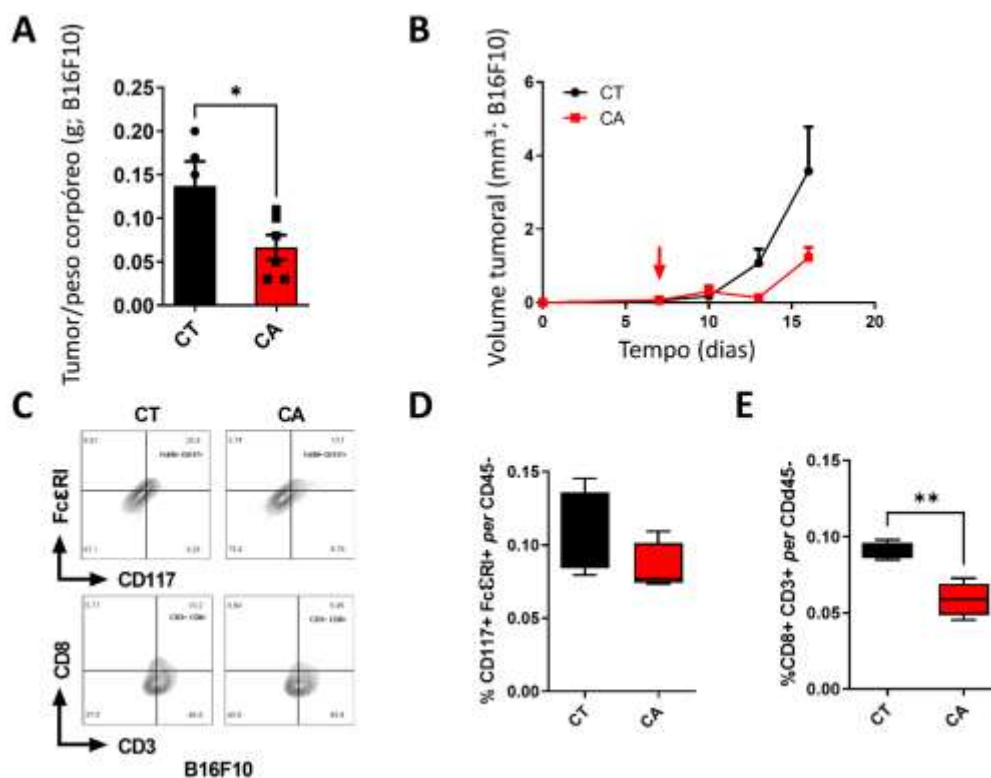 A
Tumor/peso corpóreo (g; B16F10)
0.25
0.20
0.15
0.10
0.05
0.00
*
CT
CA
B
Volume tumoral (mm³; B16F10)
6
4
2
0
CT
CA
0
5
10
15
20
Tempo (dias)
C
CT
CA
FcƐRI
CD117
CD8
CD3
B16F10
D
% CD117+ FcƐRI+ per CD45-
0.15
0.10
0.05
0.00
CT
CA
E
%CD8+ CD3+ per CDd45-
0.15
0.10
0.05
0.00
**
CT
CA